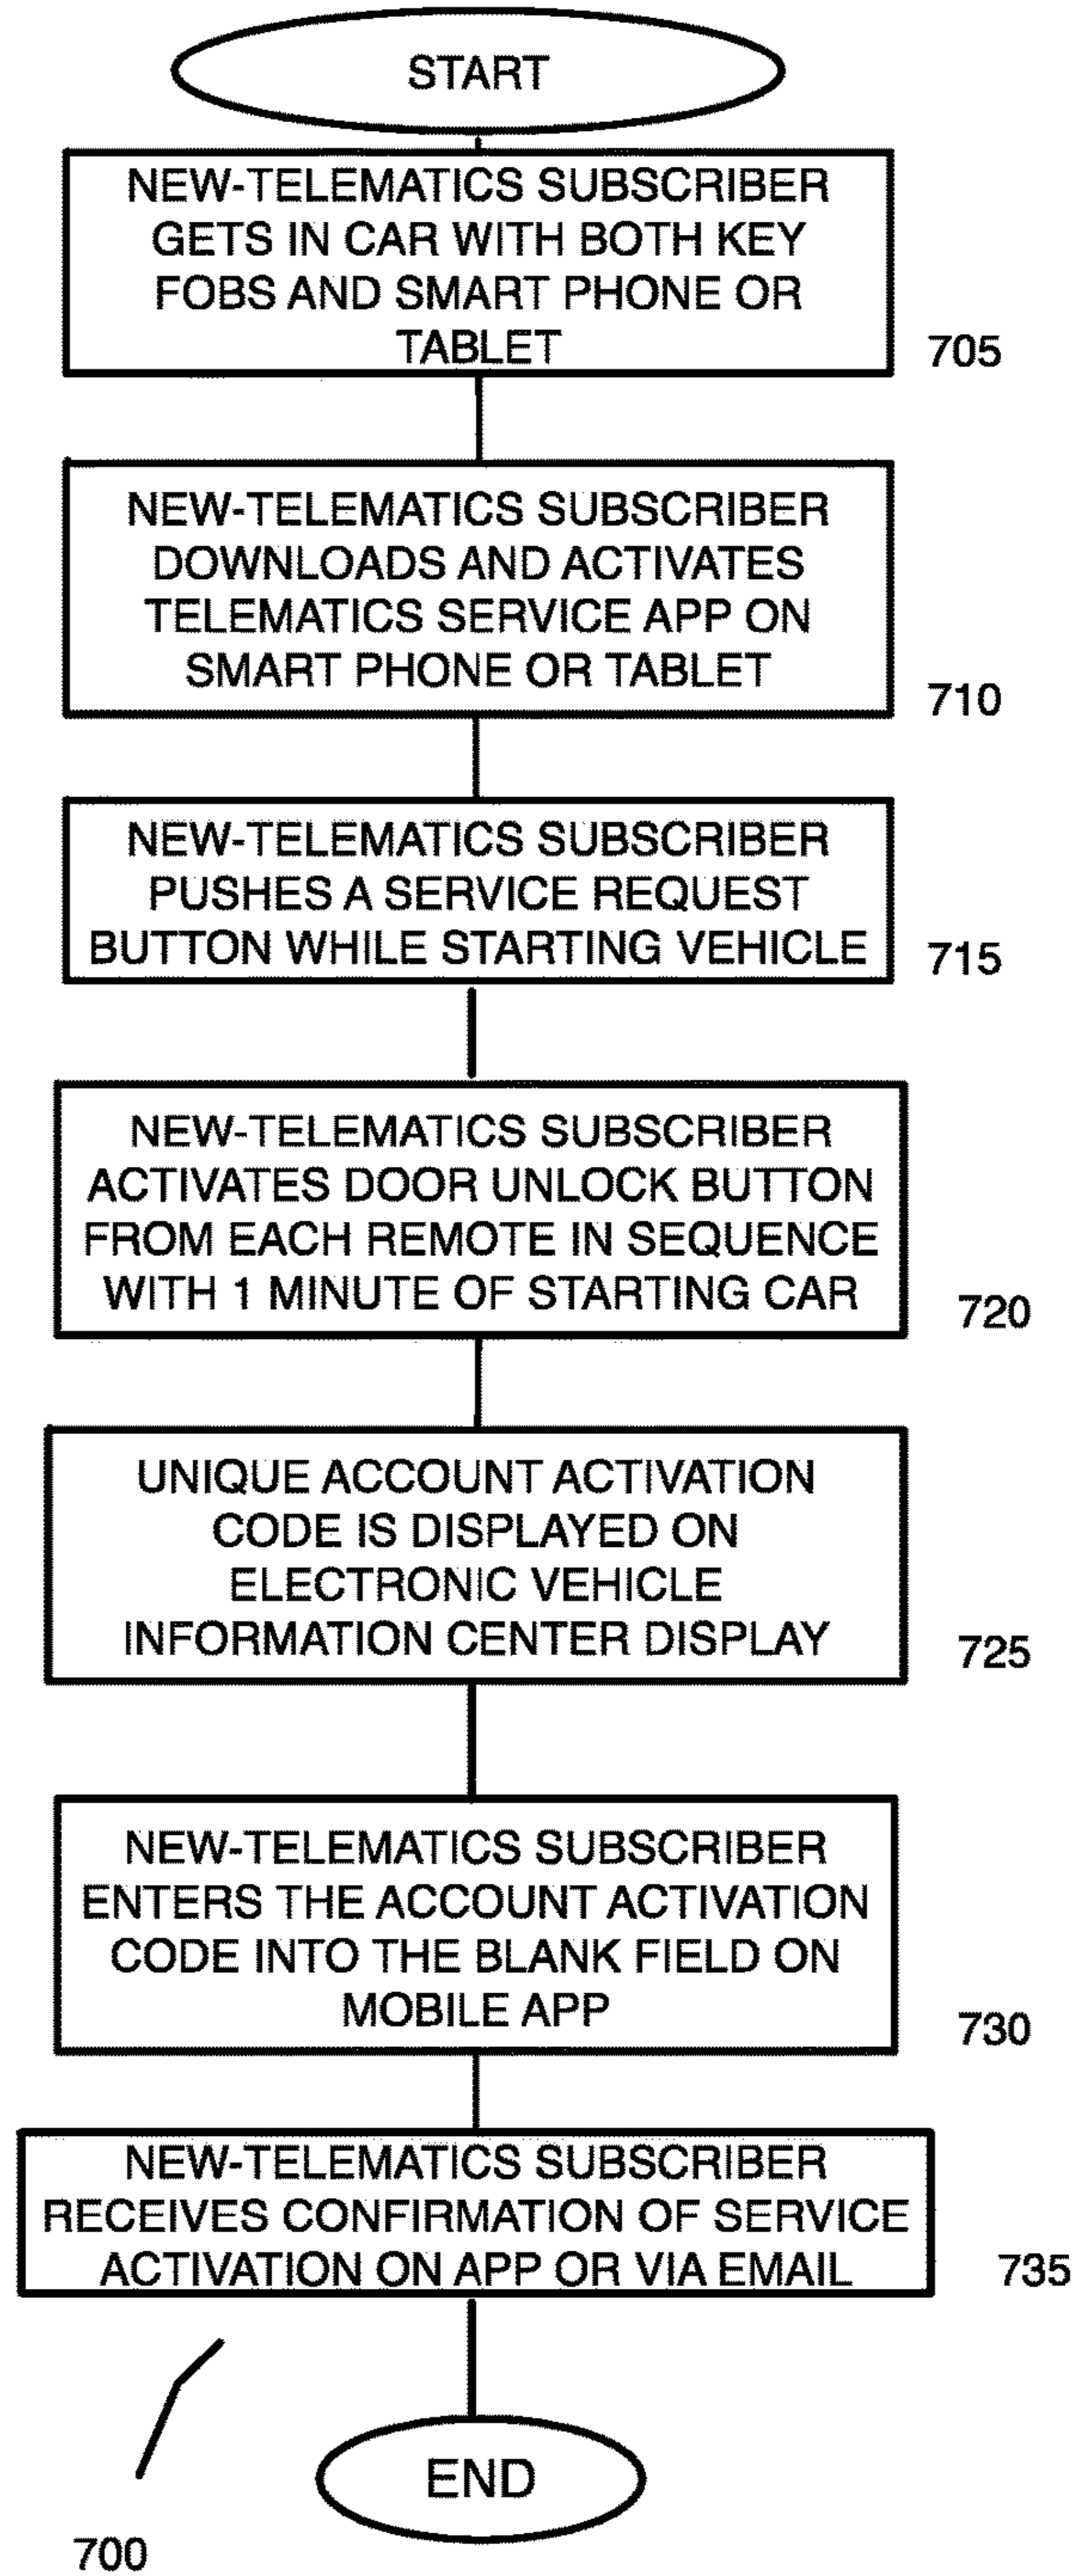 START
NEW-TELEMATICS SUBSCRIBER
GETS IN CAR WITH BOTH KEY
FOBS AND SMART PHONE OR
TABLET
705
NEW-TELEMATICS SUBSCRIBER
DOWNLOADS AND ACTIVATES
TELEMATICS SERVICE APP ON
SMART PHONE OR TABLET
710
NEW-TELEMATICS SUBSCRIBER
PUSHES A SERVICE REQUEST
BUTTON WHILE STARTING VEHICLE
715
NEW-TELEMATICS SUBSCRIBER
ACTIVATES DOOR UNLOCK BUTTON
FROM EACH REMOTE IN SEQUENCE
WITH 1 MINUTE OF STARTING CAR
720
UNIQUE ACCOUNT ACTIVATION
CODE IS DISPLAYED ON
ELECTRONIC VEHICLE
INFORMATION CENTER DISPLAY
725
NEW-TELEMATICS SUBSCRIBER
ENTERS THE ACCOUNT ACTIVATION
CODE INTO THE BLANK FIELD ON
MOBILE APP
730
NEW-TELEMATICS SUBSCRIBER
RECEIVES CONFIRMATION OF SERVICE
ACTIVATION ON APP OR VIA EMAIL
735
END
700